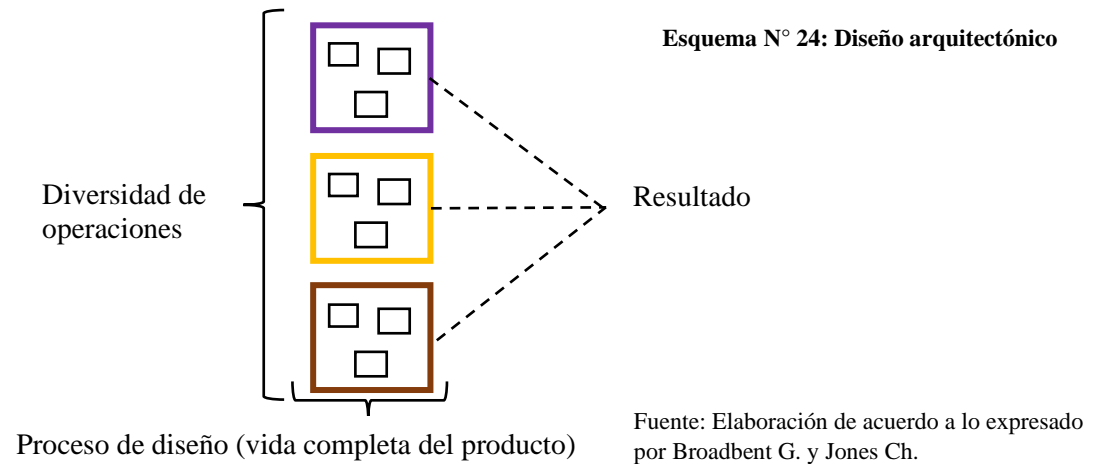 Esquema N° 24: Diseño arquitectónico
Diversidad de
operaciones
Resultado
Proceso de diseño (vida completa del producto)
Fuente: Elaboración de acuerdo a lo expresado
por Broadbent G. y Jones Ch.